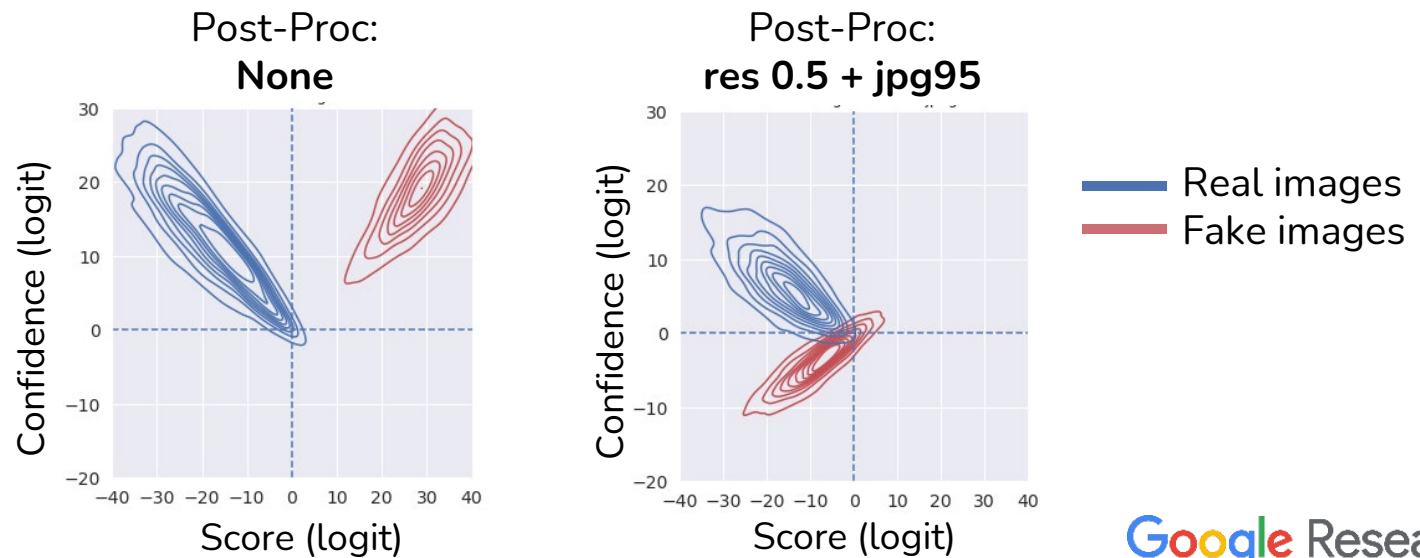 Post-Proc:
None
Post-Proc:
res 0.5 + jpg95
30
20
10
0
−10
−20
−40 −30 −20 −10 0 10 20 30 40
Confidence (logit)
Score (logit)
30
20
10
0
−10
−20
−40 −30 −20 −10 0 10 20 30 40
Confidence (logit)
Score (logit)
Real images
Fake images
Google Resea